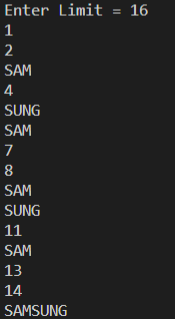 Enter Limit = 16
1
2
SAM
4
SUNG
SAM
7
8
SAM
SUNG
11
SAM
13
14
SAMSUNG